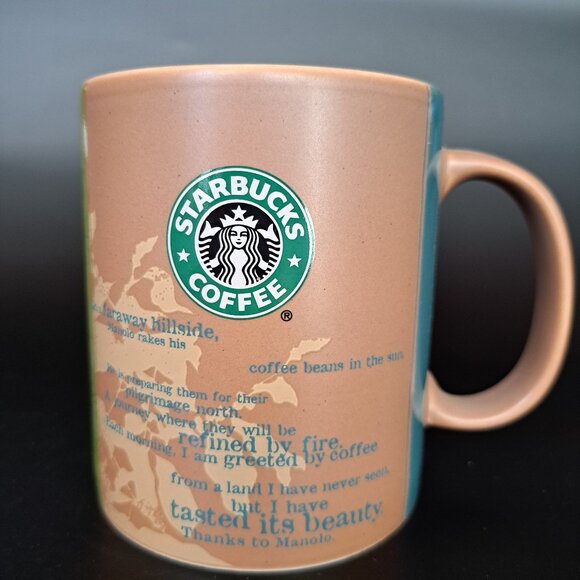 STARBUCKS
COFFEE
®
faraway hillside,
Manolo rakes his
coffee beans in the sun.
preparing them for their
pilgrimage north.
A journey where they will be
refined by fire.
Each morning, I am greeted by coffee
from a land I have never seen,
but I have
tasted its beauty.
Thanks to Manolo.